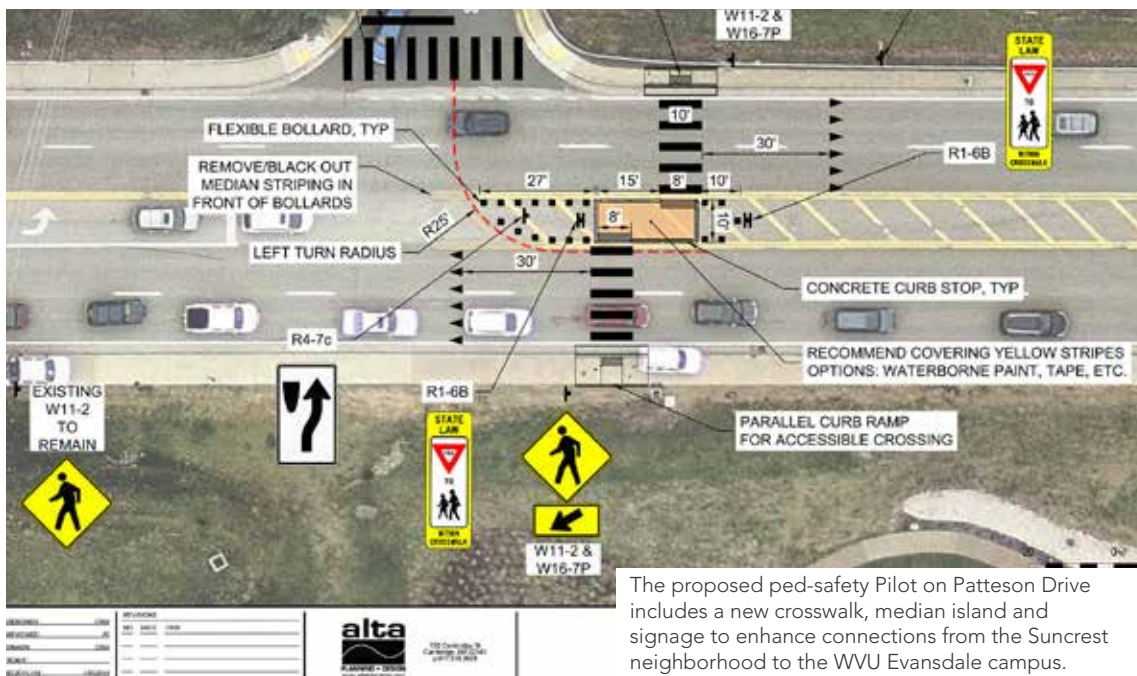 W11-2 &
W16-7P
STATE
LAW
TO
WITHIN
CROSSWALK
10'
30'
R1-6B
FLEXIBLE BOLLARD, TYP
REMOVE/BLACK OUT
MEDIAN STRIPING IN
FRONT OF BOLLARDS
27'
15'
8'
10'
R25'
8'
10'
LEFT TURN RADIUS
30'
CONCRETE CURB STOP, TYP
R4-7c
RECOMMEND COVERING YELLOW STRIPES
OPTIONS: WATERBORNE PAINT, TAPE, ETC.
R1-6B
EXISTING
W11-2
TO
REMAIN
PARALLEL CURB RAMP
FOR ACCESSIBLE CROSSING
STATE
LAW
TO
WITHIN
CROSSWALK
W11-2 &
W16-7P
The proposed ped-safety Pilot on Patteson Drive
includes a new crosswalk, median island and
signage to enhance connections from the Suncrest
neighborhood to the WVU Evansdale campus.
REVISIONS
alta
PLANNING + DESIGN